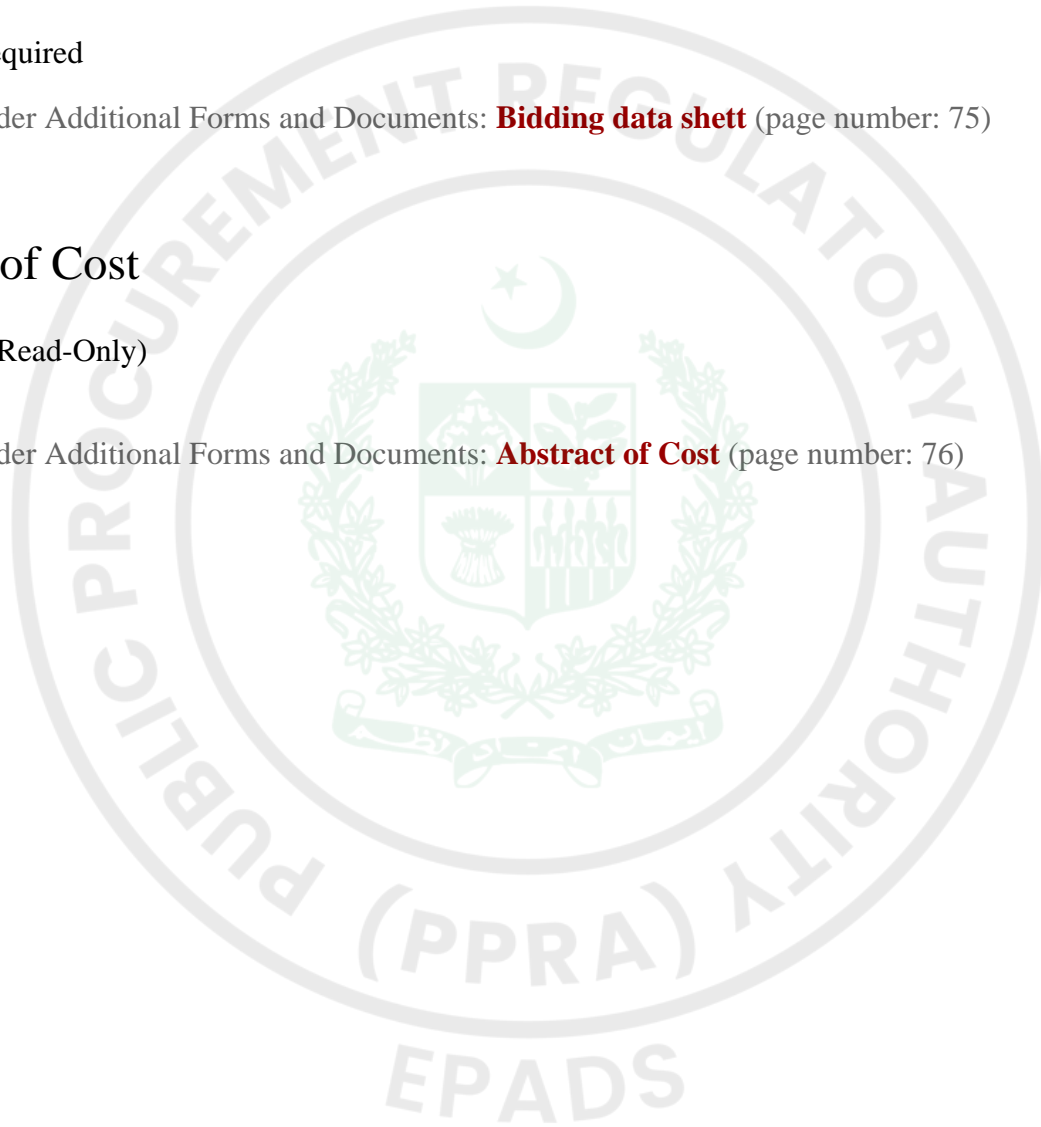 equired
der Additional Forms and Documents: Bidding data shett (page number: 75)
of Cost
Read-Only)
der Additional Forms and Documents: Abstract of Cost (page number: 76)
PUBLIC PROCUREMENT REGULATORY AUTHORITY
(PPRA)
EPADS